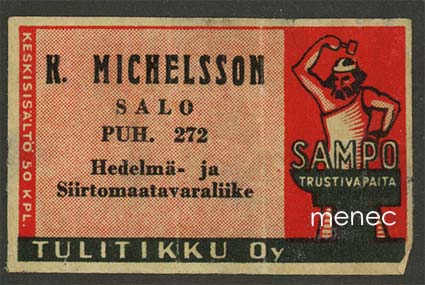 KESKISISÄLTÖ 50 KPL.
K. MICHELSSON
SALO
PUH. 272
Hedelmä- ja
Siirtomaatavaraliike
SAMPO
TRUSTIVAPAITA
menec
TULITIKKU Oy